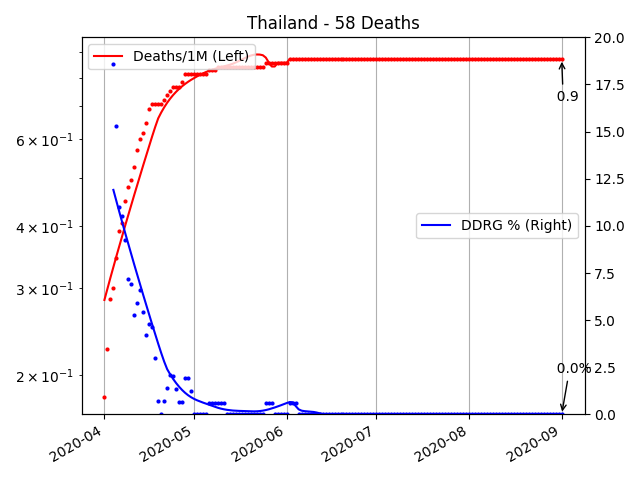 Thailand - 58 Deaths
Deaths/1M (Left)
DDRG % (Right)
6 × 10⁻¹
4 × 10⁻¹
3 × 10⁻¹
2 × 10⁻¹
20.0
17.5
15.0
12.5
10.0
7.5
5.0
2.5
0.0
0.9
0.0%
2020-04
2020-05
2020-06
2020-07
2020-08
2020-09